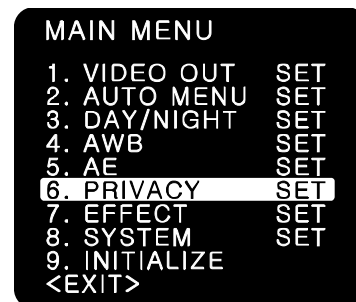 MAIN MENU
1. VIDEO OUT SET
2. AUTO MENU SET
3. DAY/NIGHT SET
4. AWB SET
5. AE SET
6. PRIVACY SET
7. EFFECT SET
8. SYSTEM SET
9. INITIALIZE
<EXIT>